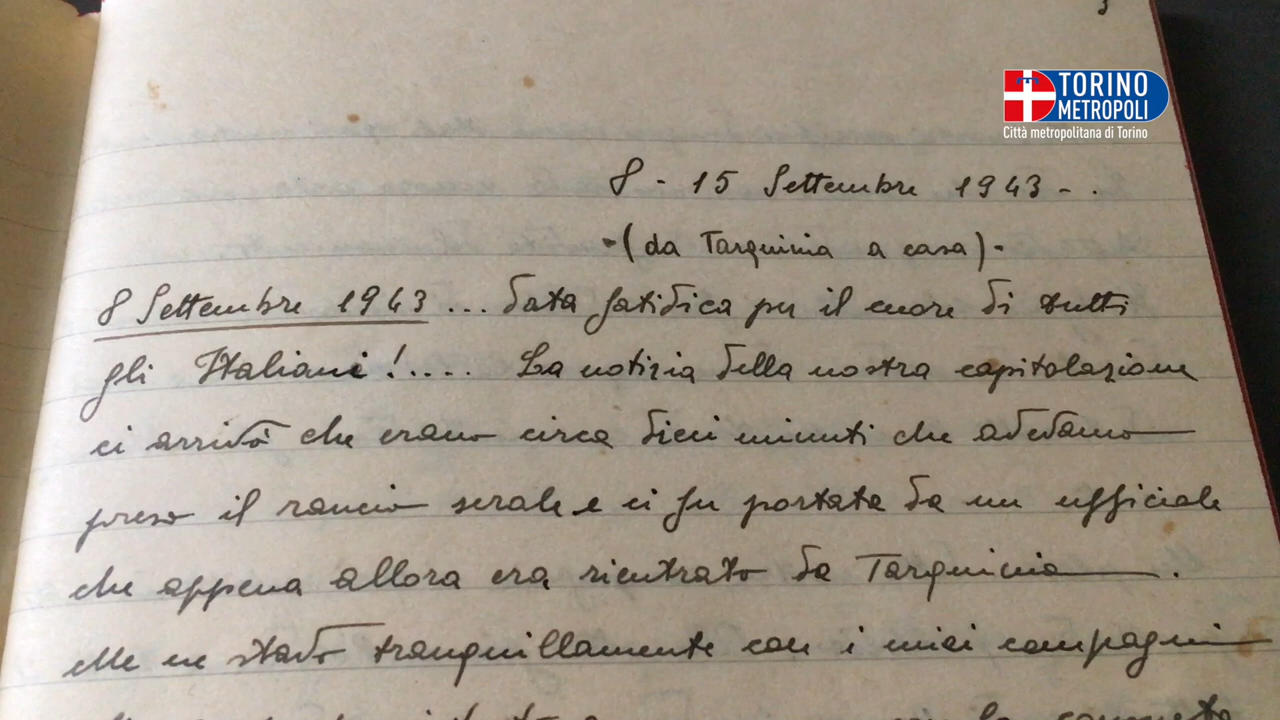 3
TORINO
METROPOLI
Città metropolitana di Torino
8 - 15 Settembre 1943 - .
-(da Tarquinia a casa)-
8 Settembre 1943 ... data fatidica per il cuore di tutti
gli Italiani!..... La notizia della nostra capitolazione
ci arrivò che erano circa dieci minuti che avevamo
preso il rancio serale e ci fu portata da un ufficiale
che appena allora era rientrato da Tarquinia.
Me ne stavo tranquillamente con i miei compagni
con la